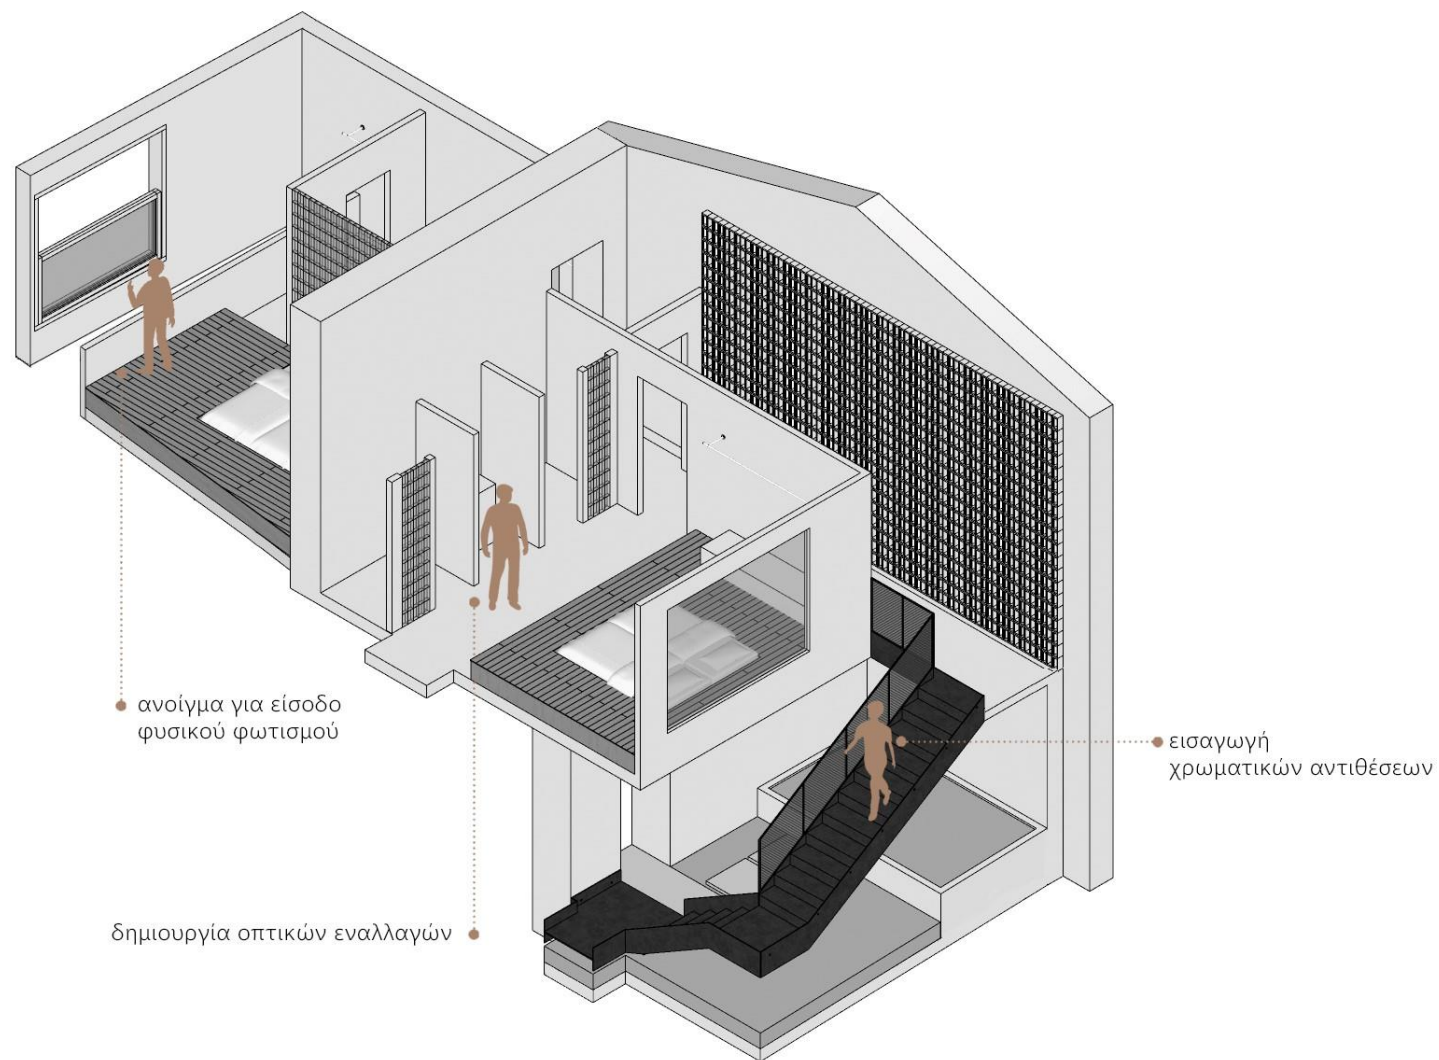 ανοίγμα για είσοδο
φυσικού φωτισμού
εισαγωγή
χρωματικών αντιθέσεων
δημιουργία οπτικών εναλλαγών